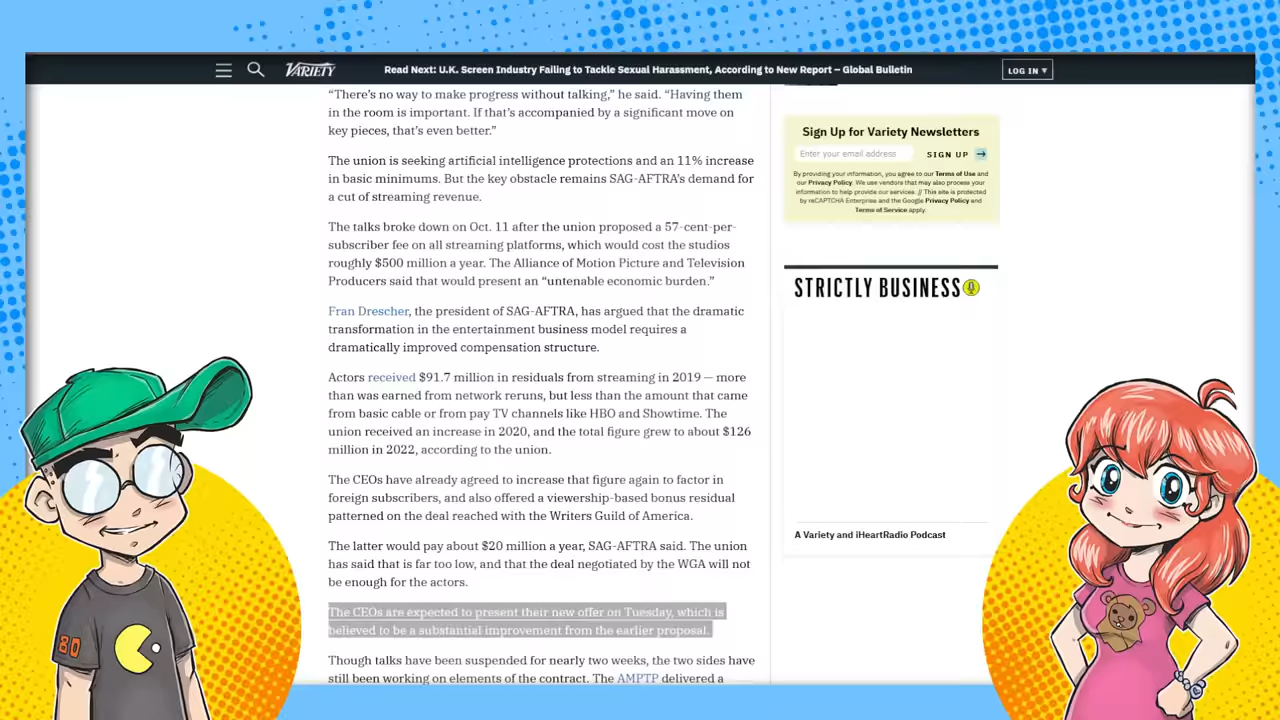 VARIETY
Read Next: U.K. Screen Industry Failing to Tackle Sexual Harassment, According to New Report – Global Bulletin
LOG IN ▾
“There’s no way to make progress without talking,” he said. “Having them
in the room is important. If that’s accompanied by a significant move on
key pieces, that’s even better.”
The union is seeking artificial intelligence protections and an 11% increase
in basic minimums. But the key obstacle remains SAG-AFTRA’s demand for
a cut of streaming revenue.
The talks broke down on Oct. 11 after the union proposed a 57-cent-per-
subscriber fee on all streaming platforms, which would cost the studios
roughly $500 million a year. The Alliance of Motion Picture and Television
Producers said that would present an “untenable economic burden.”
Fran Drescher, the president of SAG-AFTRA, has argued that the dramatic
transformation in the entertainment business model requires a
dramatically improved compensation structure.
Actors received $91.7 million in residuals from streaming in 2019 — more
than was earned from network reruns, but less than the amount that came
from basic cable or from pay TV channels like HBO and Showtime. The
union received an increase in 2020, and the total figure grew to about $126
million in 2022, according to the union.
The CEOs have already agreed to increase that figure again to factor in
foreign subscribers, and also offered a viewership-based bonus residual
patterned on the deal reached with the Writers Guild of America.
The latter would pay about $20 million a year, SAG-AFTRA said. The union
has said that is far too low, and that the deal negotiated by the WGA will not
be enough for the actors.
The CEOs are expected to present their new offer on Tuesday, which is
believed to be a substantial improvement from the earlier proposal.
Though talks have been suspended for nearly two weeks, the two sides have
still been working on elements of the contract. The AMPTP delivered a
Sign Up for Variety Newsletters
Enter your email address
SIGN UP →
By providing your information, you agree to our Terms of Use and
our Privacy Policy. We use vendors that may also process your
information to help provide our services. // This site is protected
by reCAPTCHA Enterprise and the Google Privacy Policy and
Terms of Service apply.
STRICTLY BUSINESS
A Variety and iHeartRadio Podcast
80